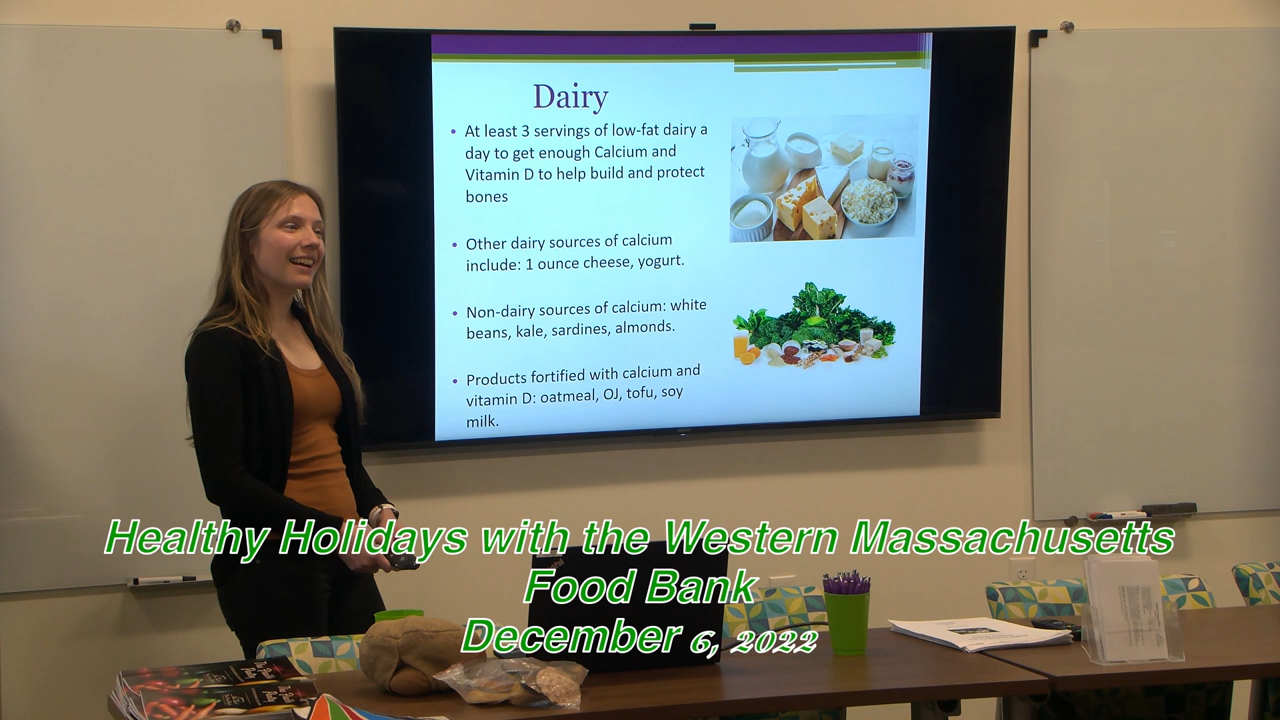 Dairy
• At least 3 servings of low-fat dairy a
day to get enough Calcium and
Vitamin D to help build and protect
bones
• Other dairy sources of calcium
include: 1 ounce cheese, yogurt.
• Non-dairy sources of calcium: white
beans, kale, sardines, almonds.
• Products fortified with calcium and
vitamin D: oatmeal, OJ, tofu, soy
milk.
Healthy Holidays with the Western Massachusetts
Food Bank
December 6, 2022